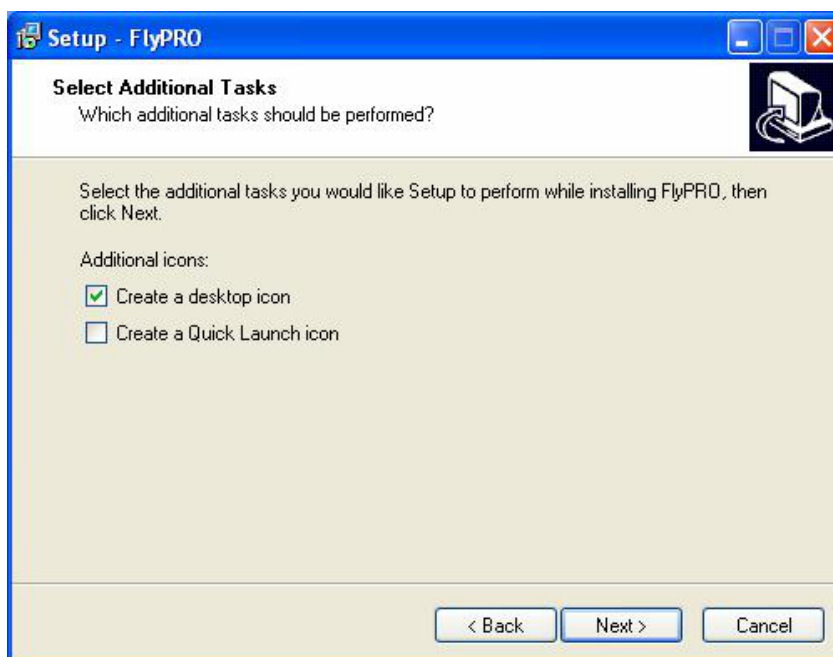 Setup - FlyPRO
Select Additional Tasks
Which additional tasks should be performed?
Select the additional tasks you would like Setup to perform while installing FlyPRO, then
click Next.
Additional icons:
Create a desktop icon
Create a Quick Launch icon
< Back
Next >
Cancel